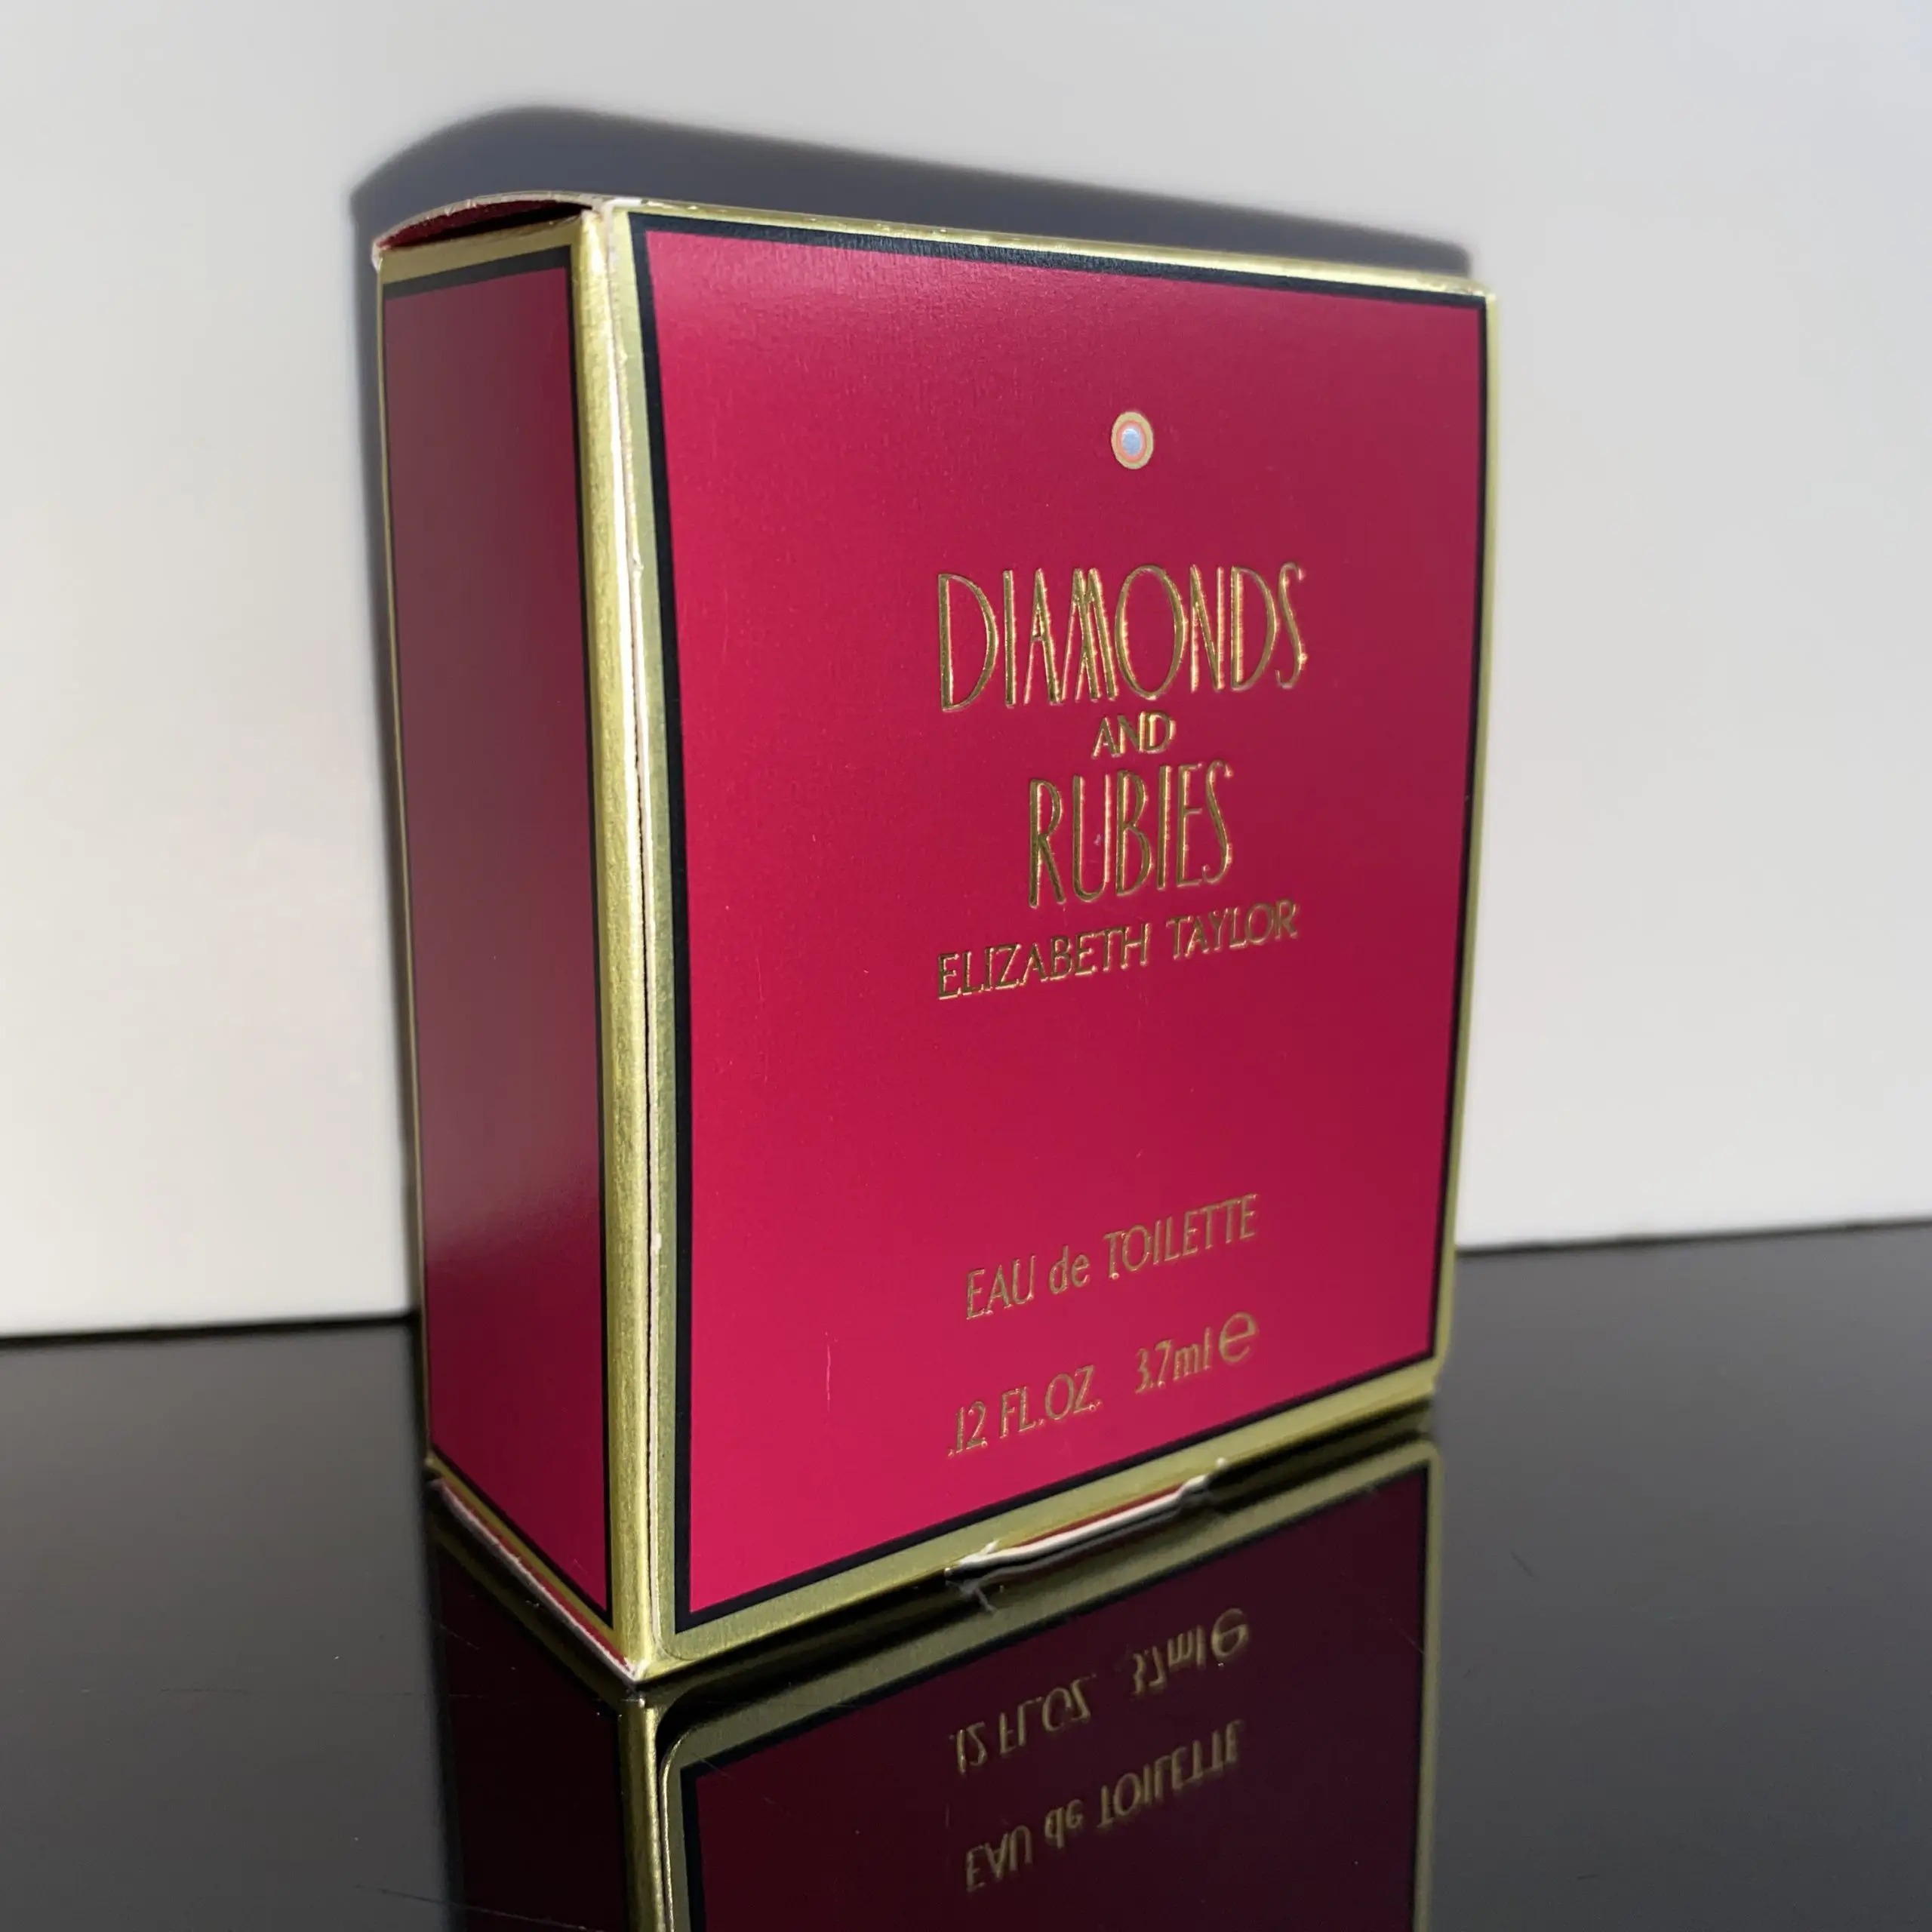 DIAMONDS
AND
RUBIES
ELIZABETH TAYLOR
EAU de TOILETTE
.12 FL.OZ. 3.7ml e